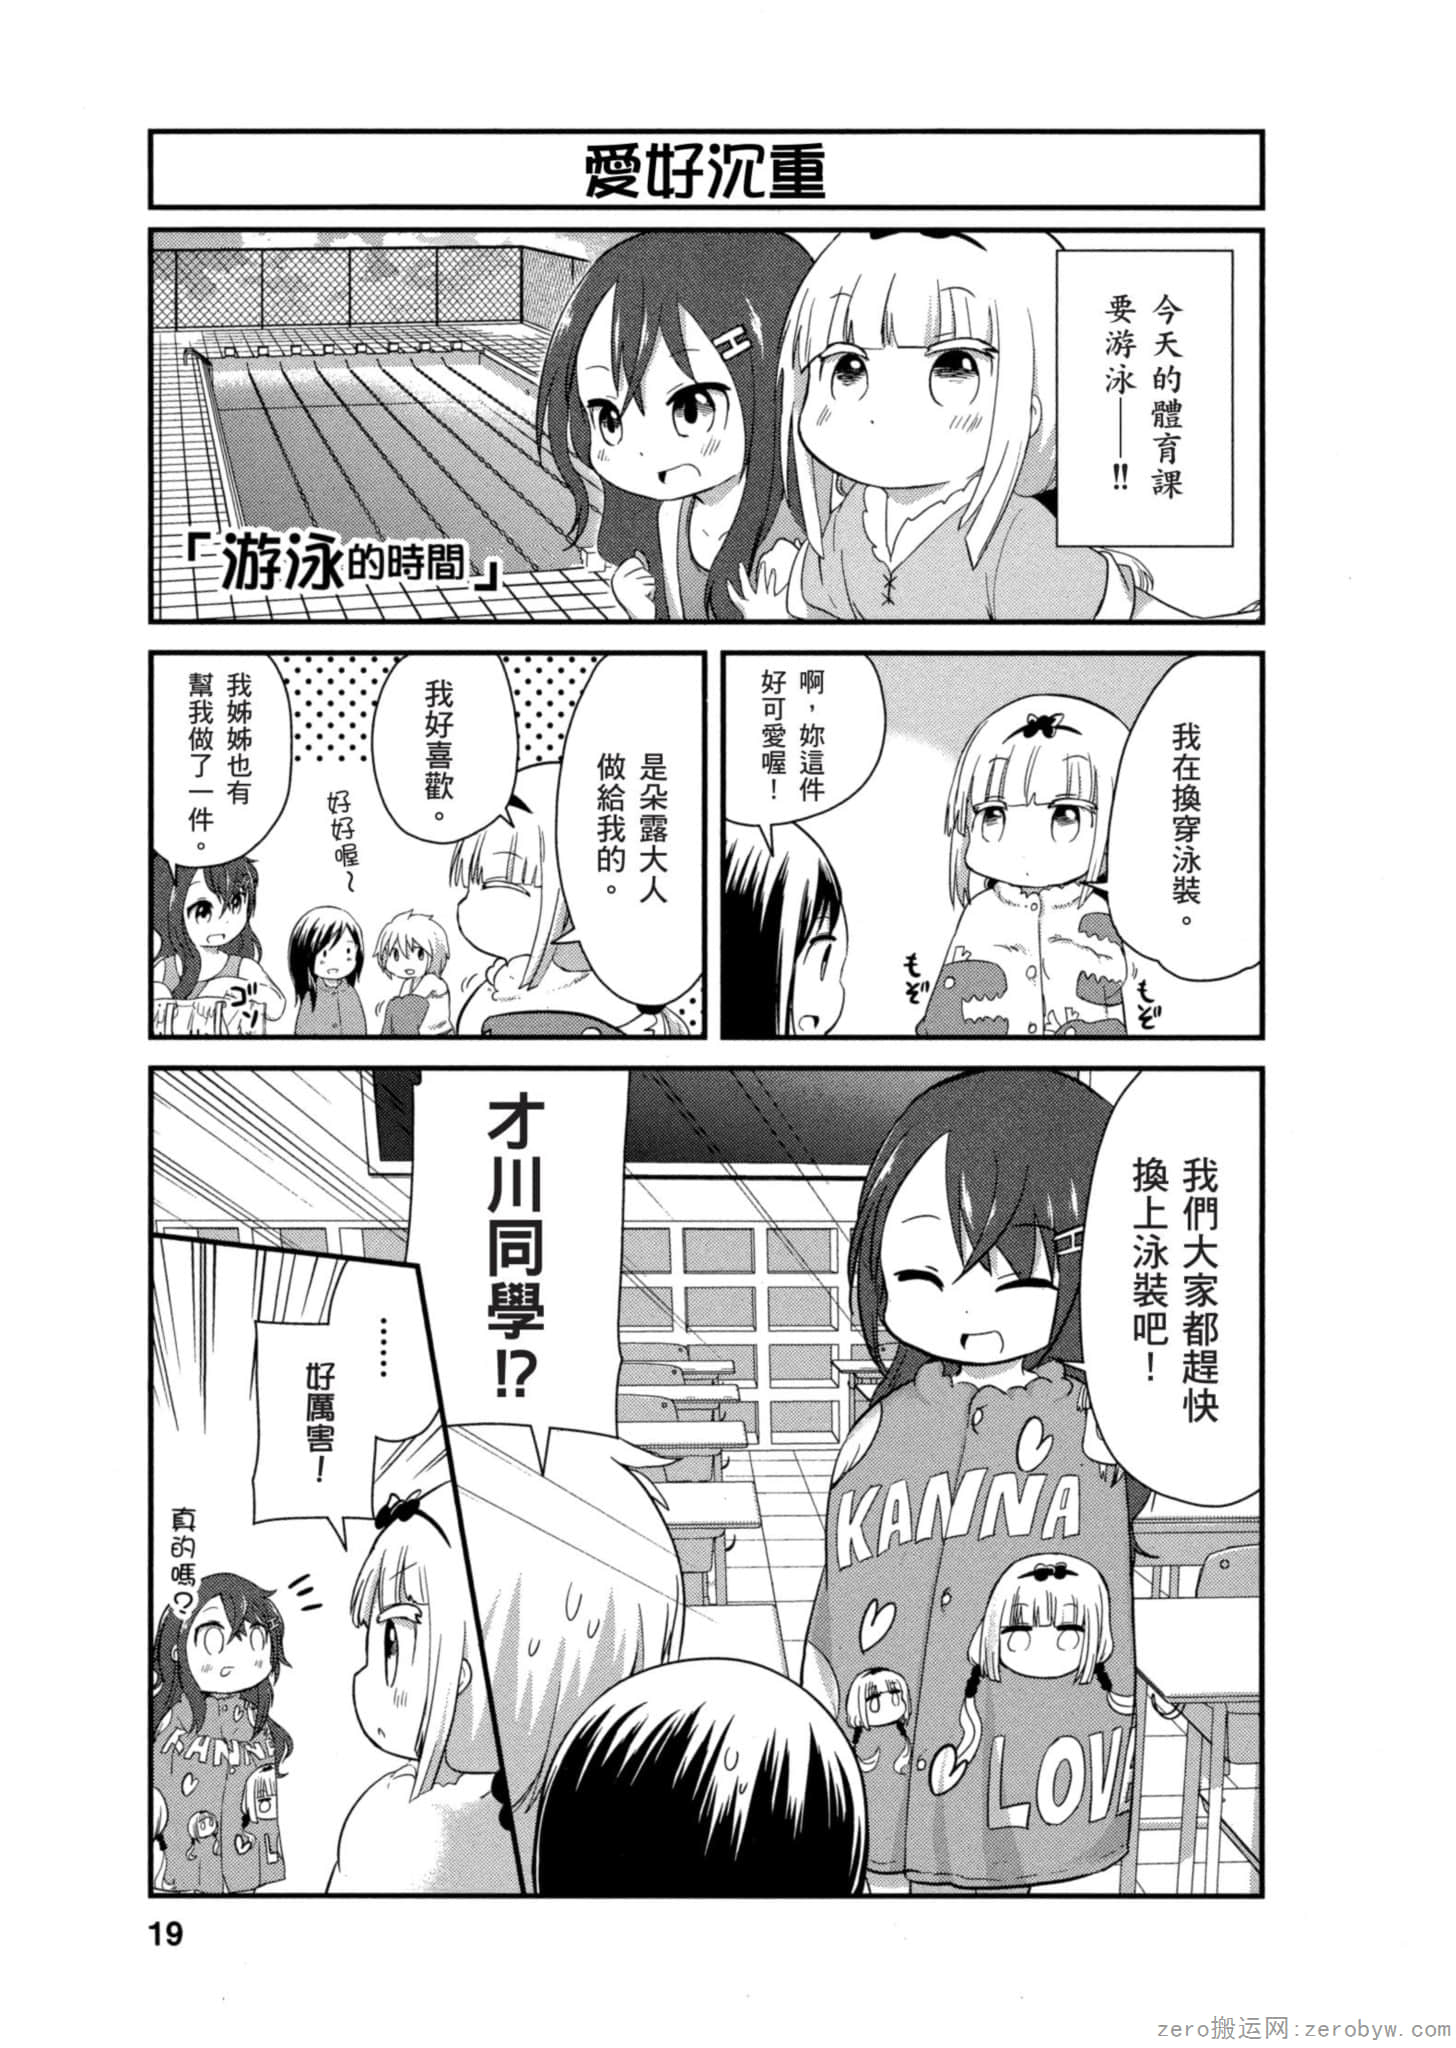 愛好沉重
今天的體育課
要游泳——!!
「游泳的時間」
我在換穿泳裝。
啊，妳這件
好可愛喔！
もぞ
もぞ
是朵露大人
做給我的。
我好喜歡。
好好喔～
我姊姊也有
幫我做了一件。
ゴソ
我們大家都趕快
換上泳裝吧！
KANNA
LOVE
才川同學!?
……
好厲害！
真的嗎？
KANNA
L
19
zero搬运网:zerobyw.com